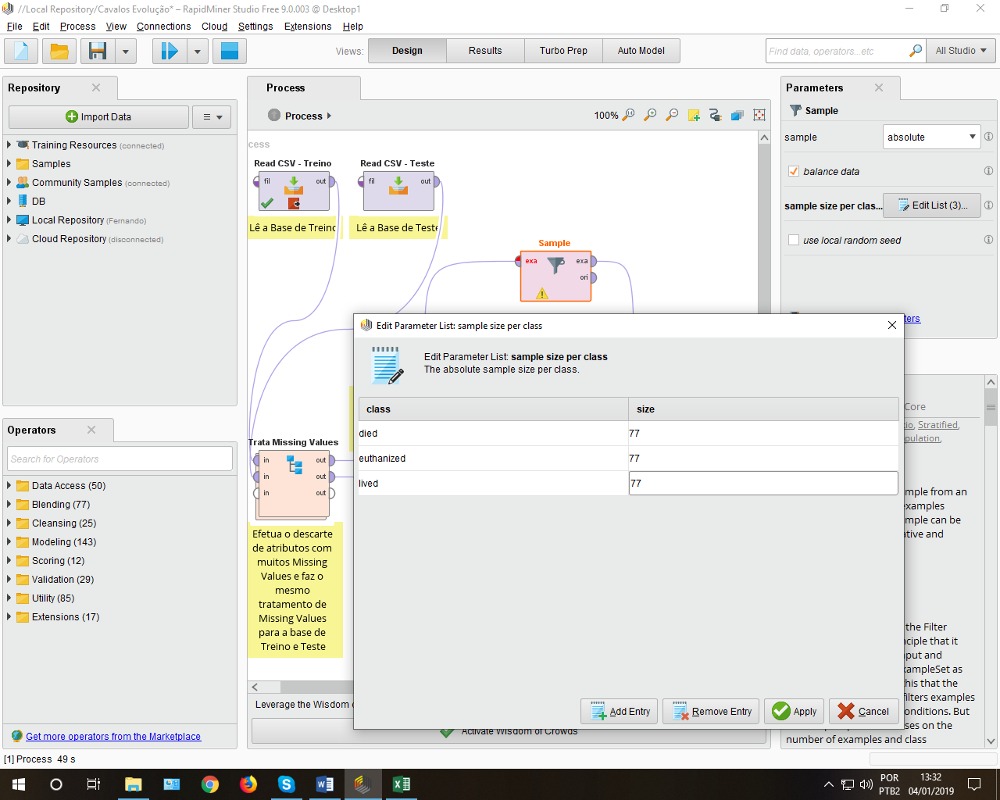 //Local Repository/Cavalos Evolução* – RapidMiner Studio Free 9.0.003 @ Desktop1
File Edit Process View Connections Cloud Settings Extensions Help
Views: Design Results Turbo Prep Auto Model
Find data, operators...etc All Studio
Repository
Import Data
Training Resources (connected)
Samples
Community Samples (connected)
DB
Local Repository (Fernando)
Cloud Repository (disconnected)
Operators
Search for Operators
Data Access (50)
Blending (77)
Cleansing (25)
Modeling (143)
Scoring (12)
Validation (29)
Utility (85)
Extensions (17)
Get more operators from the Marketplace
Process
Process
100%
cess
Read CSV - Treino
fil out
Lê a Base de Treino
Read CSV - Teste
fil out
Lê a Base de Teste
Sample
exa exa
ori
Trata Missing Values
in out
in out
in out
Efetua o descarte
de atributos com
muitos Missing
Values e faz o
mesmo
tratamento de
Missing Values
para a base de
Treino e Teste
Leverage the Wisdom
Activate Wisdom of Crowds
Parameters
Sample
sample absolute
balance data
sample size per clas... Edit List (3)...
use local random seed
ters
Core
io, Stratified,
pulation,
mple from an
examples
mple can be
ative and
the Filter
nciple that it
put and
xampleSet as
this that the
filters examples
onditions. But
ses on the
number of examples and class
Edit Parameter List: sample size per class
Edit Parameter List: sample size per class
The absolute sample size per class.
class size
died 77
euthanized 77
lived 77
Add Entry Remove Entry Apply Cancel
[1] Process 49 s
POR
PTB2
13:32
04/01/2019